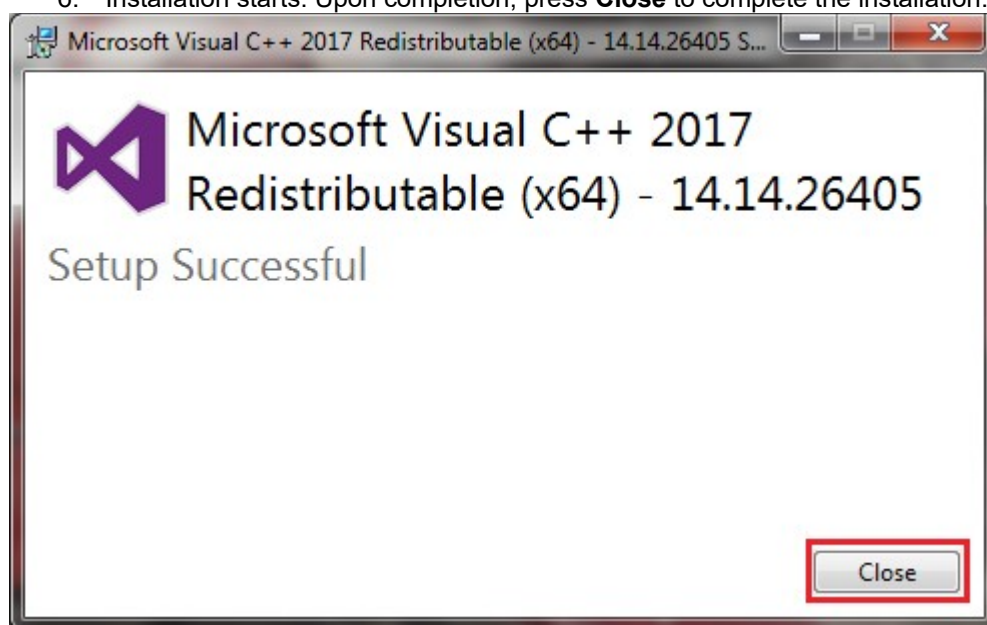 6. Installation starts. Upon completion, press Close to complete the installation.
Microsoft Visual C++ 2017 Redistributable (x64) - 14.14.26405 S...
Microsoft Visual C++ 2017
Redistributable (x64) - 14.14.26405
Setup Successful
Close